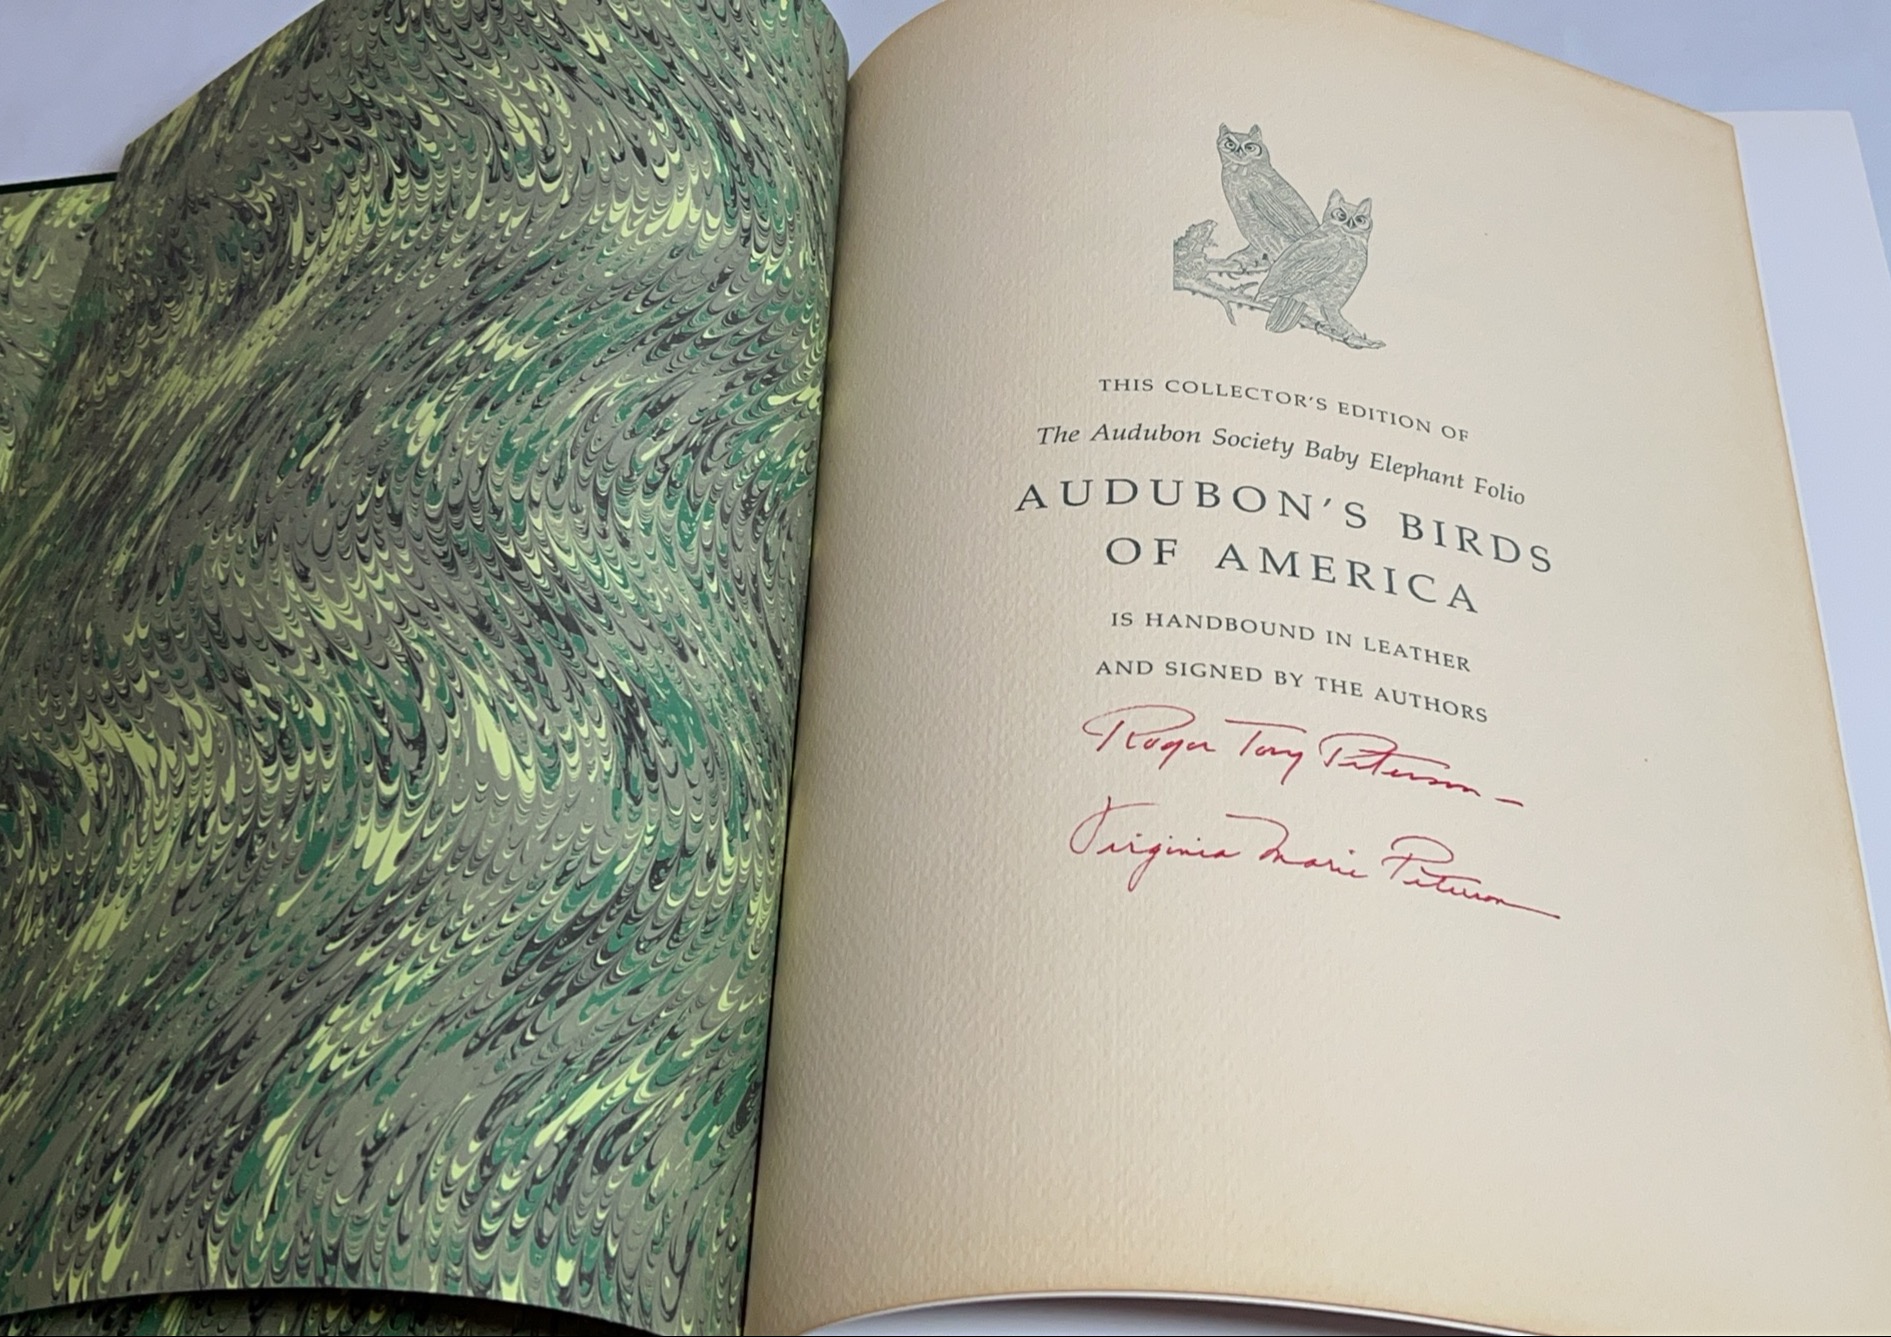 THIS COLLECTOR'S EDITION OF
The Audubon Society Baby Elephant Folio
AUDUBON'S BIRDS
OF AMERICA
IS HANDBOUND IN LEATHER
AND SIGNED BY THE AUTHORS
Roger Tory Peterson –
Virginia Marie Peterson